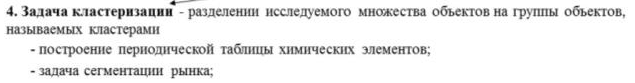 4. Задача кластеризации - разделении исследуемого множества объектов на группы объектов,
называемых кластерами
- построение периодической таблицы химических элементов;
- задача сегментации рынка;